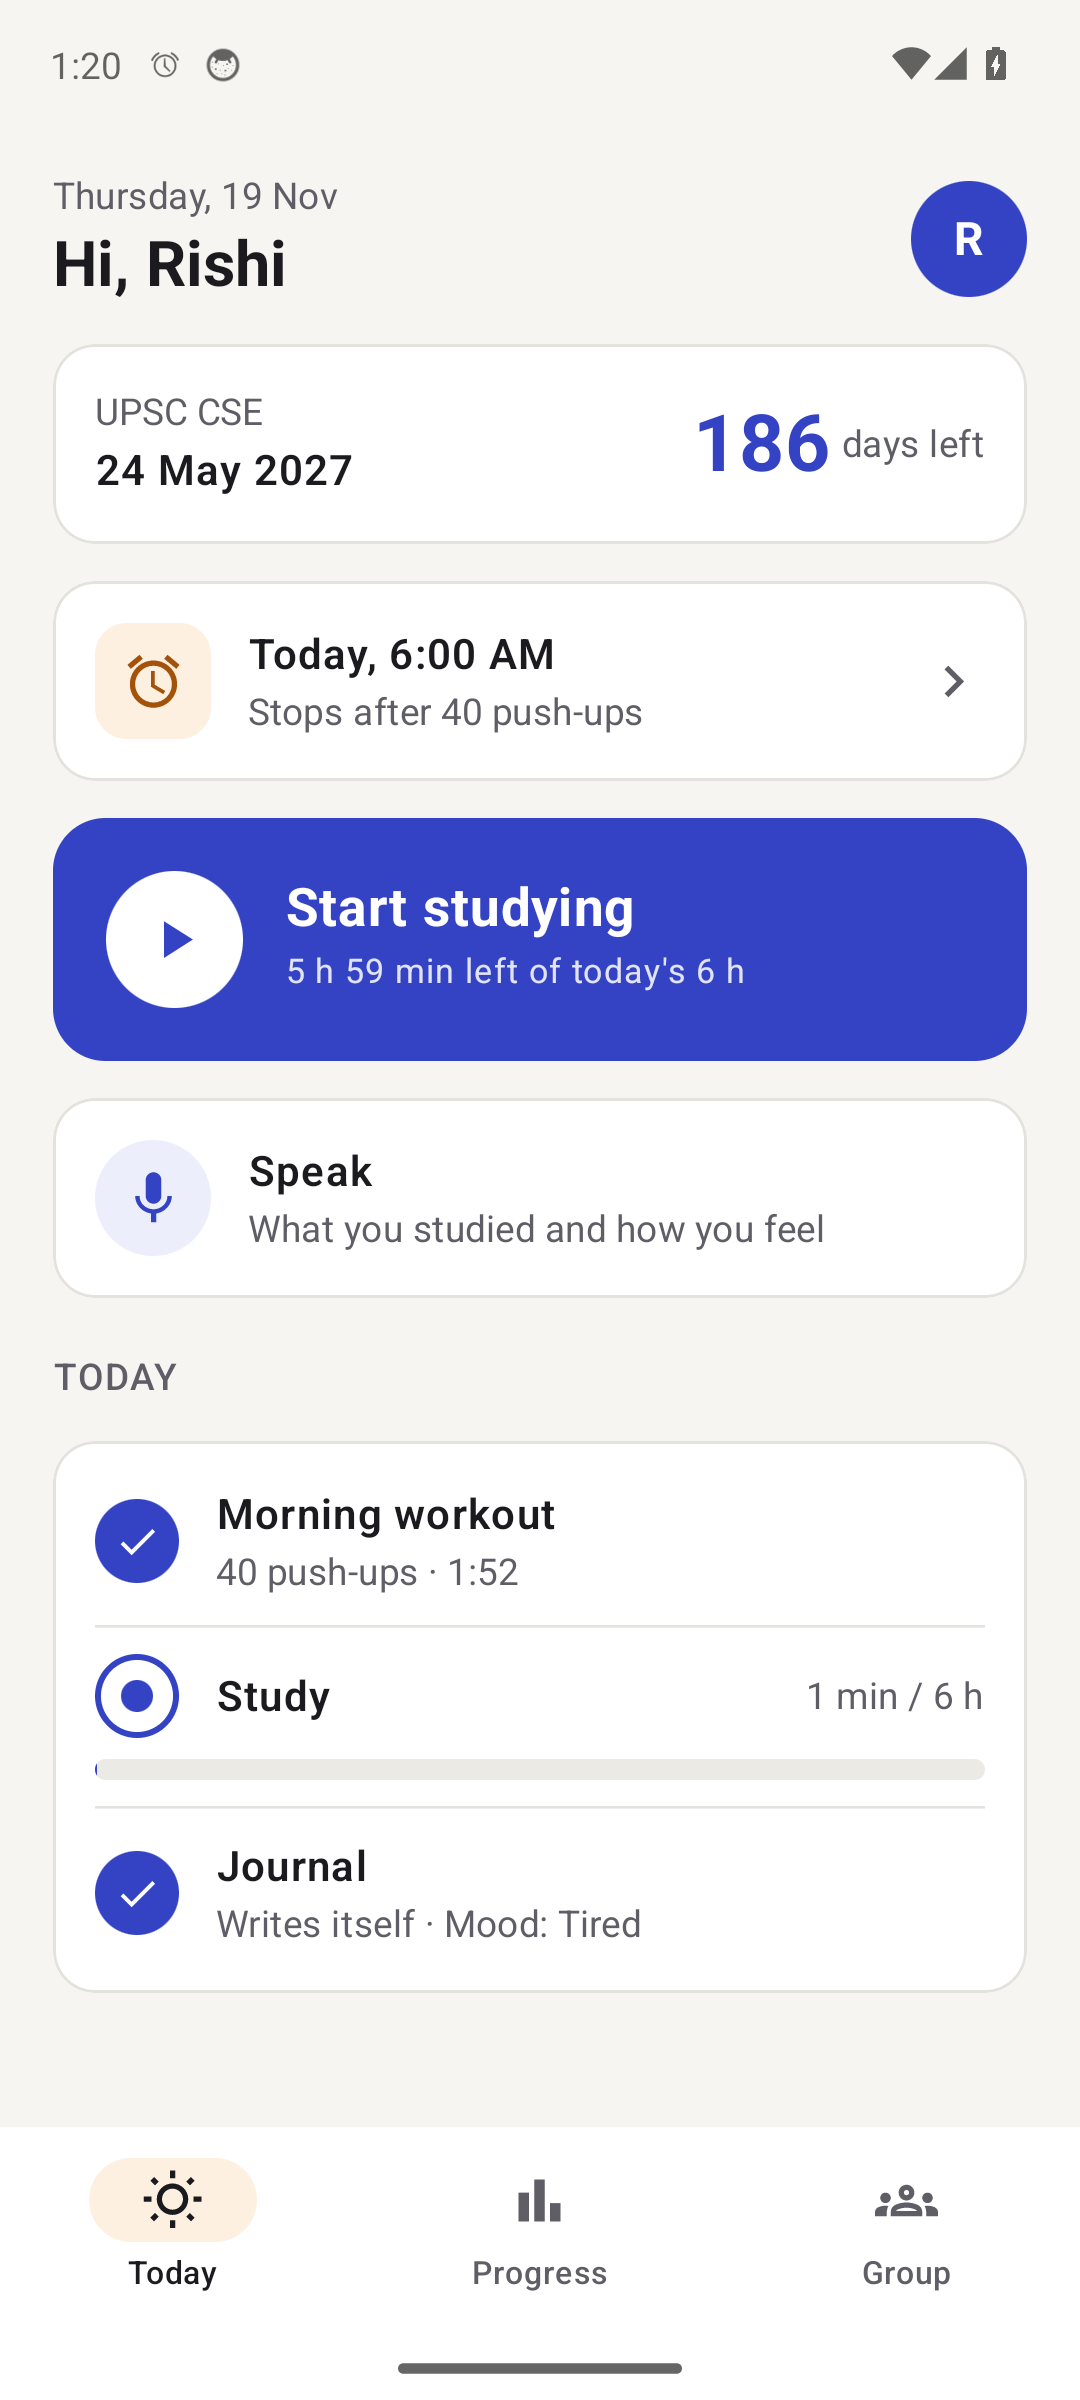 1:20
Thursday, 19 Nov
Hi, Rishi
R
UPSC CSE
24 May 2027
186 days left
Today, 6:00 AM
Stops after 40 push-ups
Start studying
5 h 59 min left of today's 6 h
Speak
What you studied and how you feel
TODAY
Morning workout
40 push-ups · 1:52
Study
1 min / 6 h
Journal
Writes itself · Mood: Tired
Today
Progress
Group